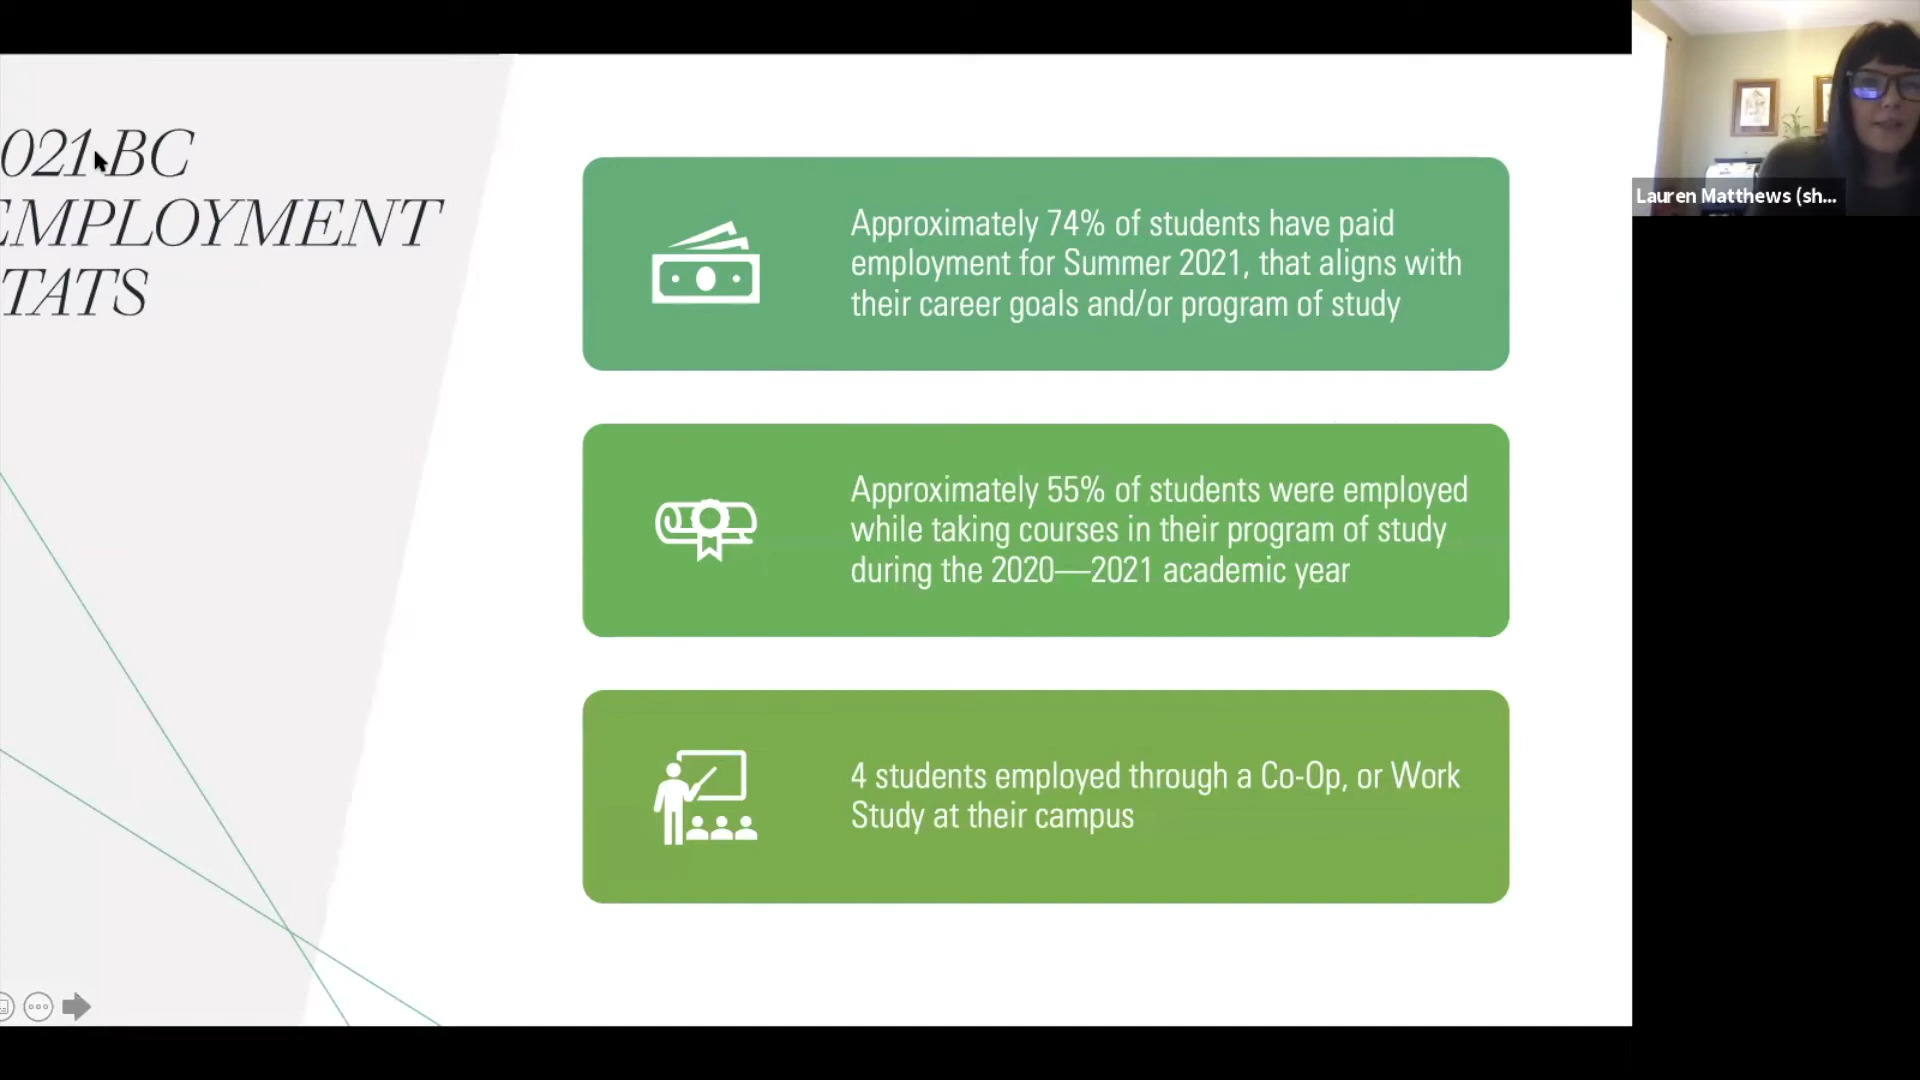 021 BC
EMPLOYMENT
TATS
Approximately 74% of students have paid
employment for Summer 2021, that aligns with
their career goals and/or program of study
Approximately 55% of students were employed
while taking courses in their program of study
during the 2020—2021 academic year
4 students employed through a Co-Op, or Work
Study at their campus
Lauren Matthews (sh...